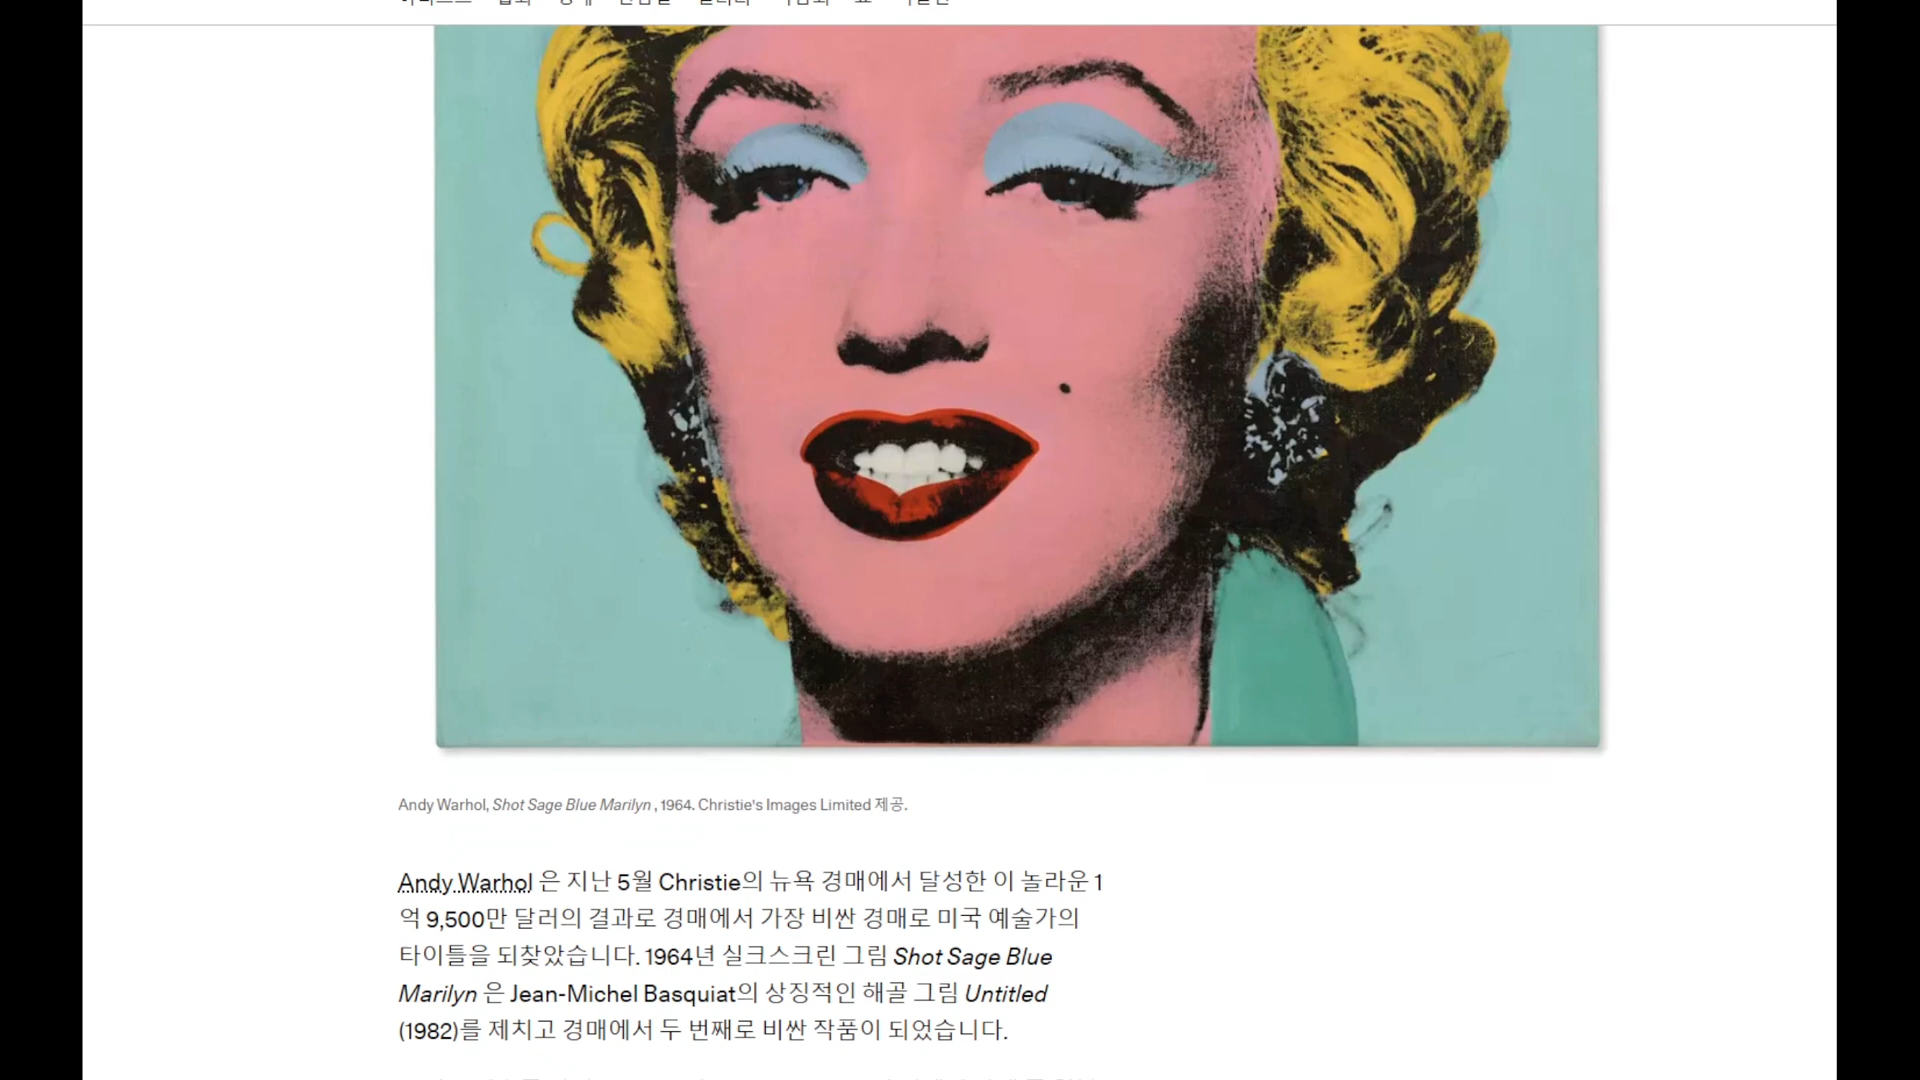 Andy Warhol, Shot Sage Blue Marilyn , 1964. Christie's Images Limited 제공.
Andy Warhol 은 지난 5월 Christie의 뉴욕 경매에서 달성한 이 놀라운 1
억 9,500만 달러의 결과로 경매에서 가장 비싼 경매로 미국 예술가의
타이틀을 되찾았습니다. 1964년 실크스크린 그림 Shot Sage Blue
Marilyn 은 Jean-Michel Basquiat의 상징적인 해골 그림 Untitled
(1982)를 제치고 경매에서 두 번째로 비싼 작품이 되었습니다.